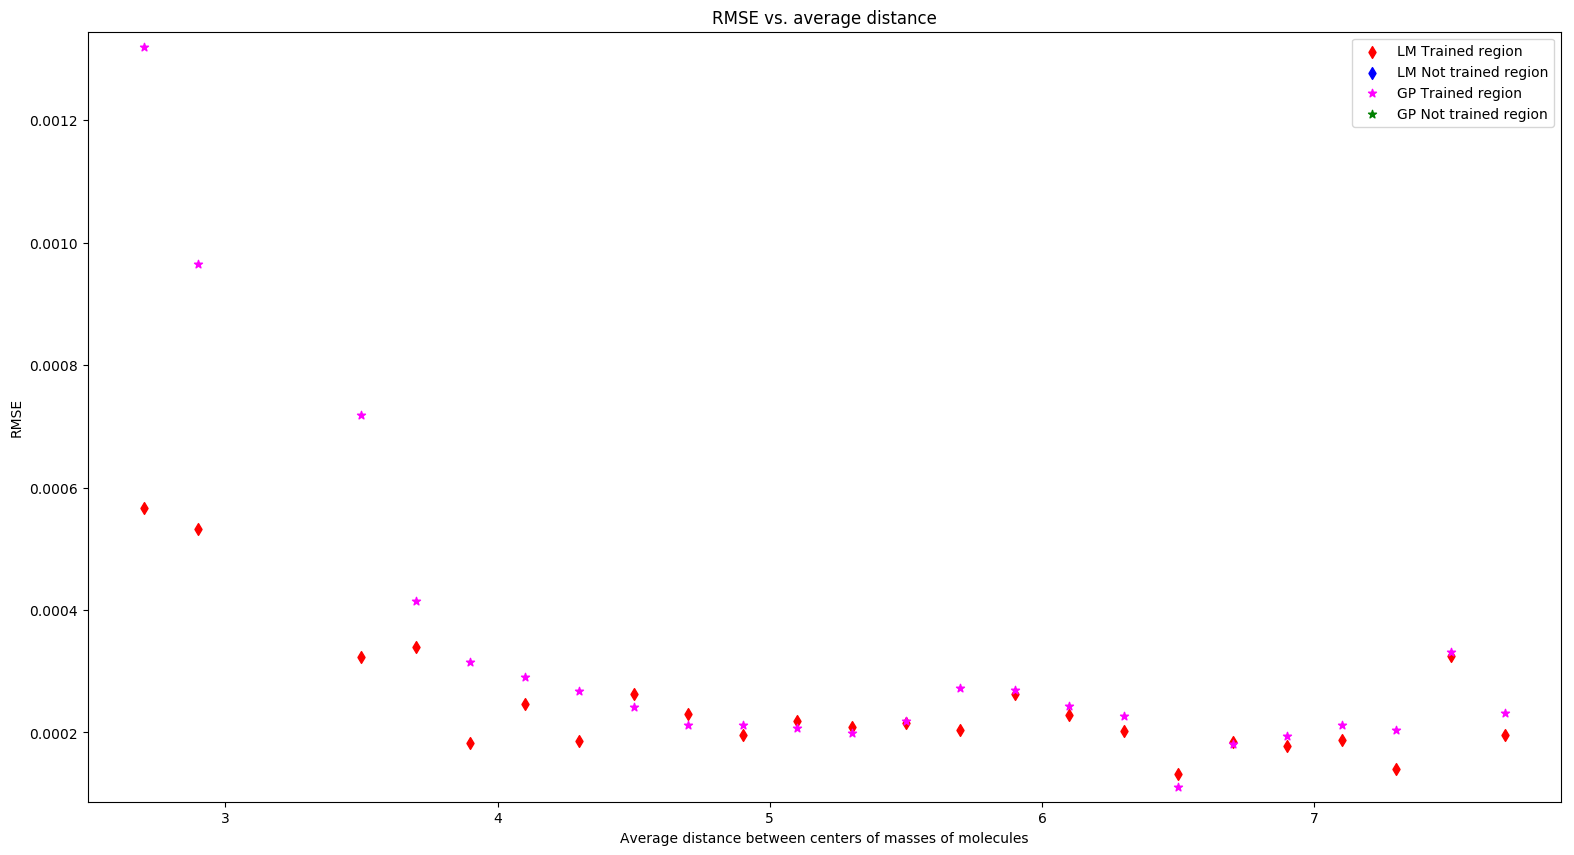 RMSE vs. average distance
LM Trained region
LM Not trained region
GP Trained region
GP Not trained region
0.0012
0.0010
0.0008
0.0006
0.0004
0.0002
RMSE
3 4 5 6 7
Average distance between centers of masses of molecules